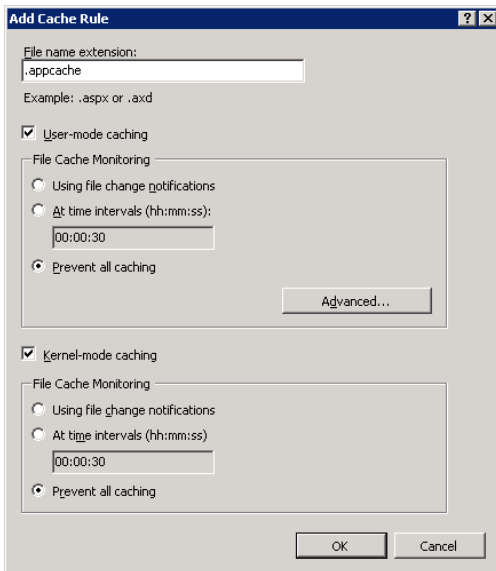 Add Cache Rule
File name extension:
.appcache
Example: .aspx or .axd
User-mode caching
File Cache Monitoring
Using file change notifications
At time intervals (hh:mm:ss):
00:00:30
Prevent all caching
Advanced...
Kernel-mode caching
File Cache Monitoring
Using file change notifications
At time intervals (hh:mm:ss)
00:00:30
Prevent all caching
OK Cancel